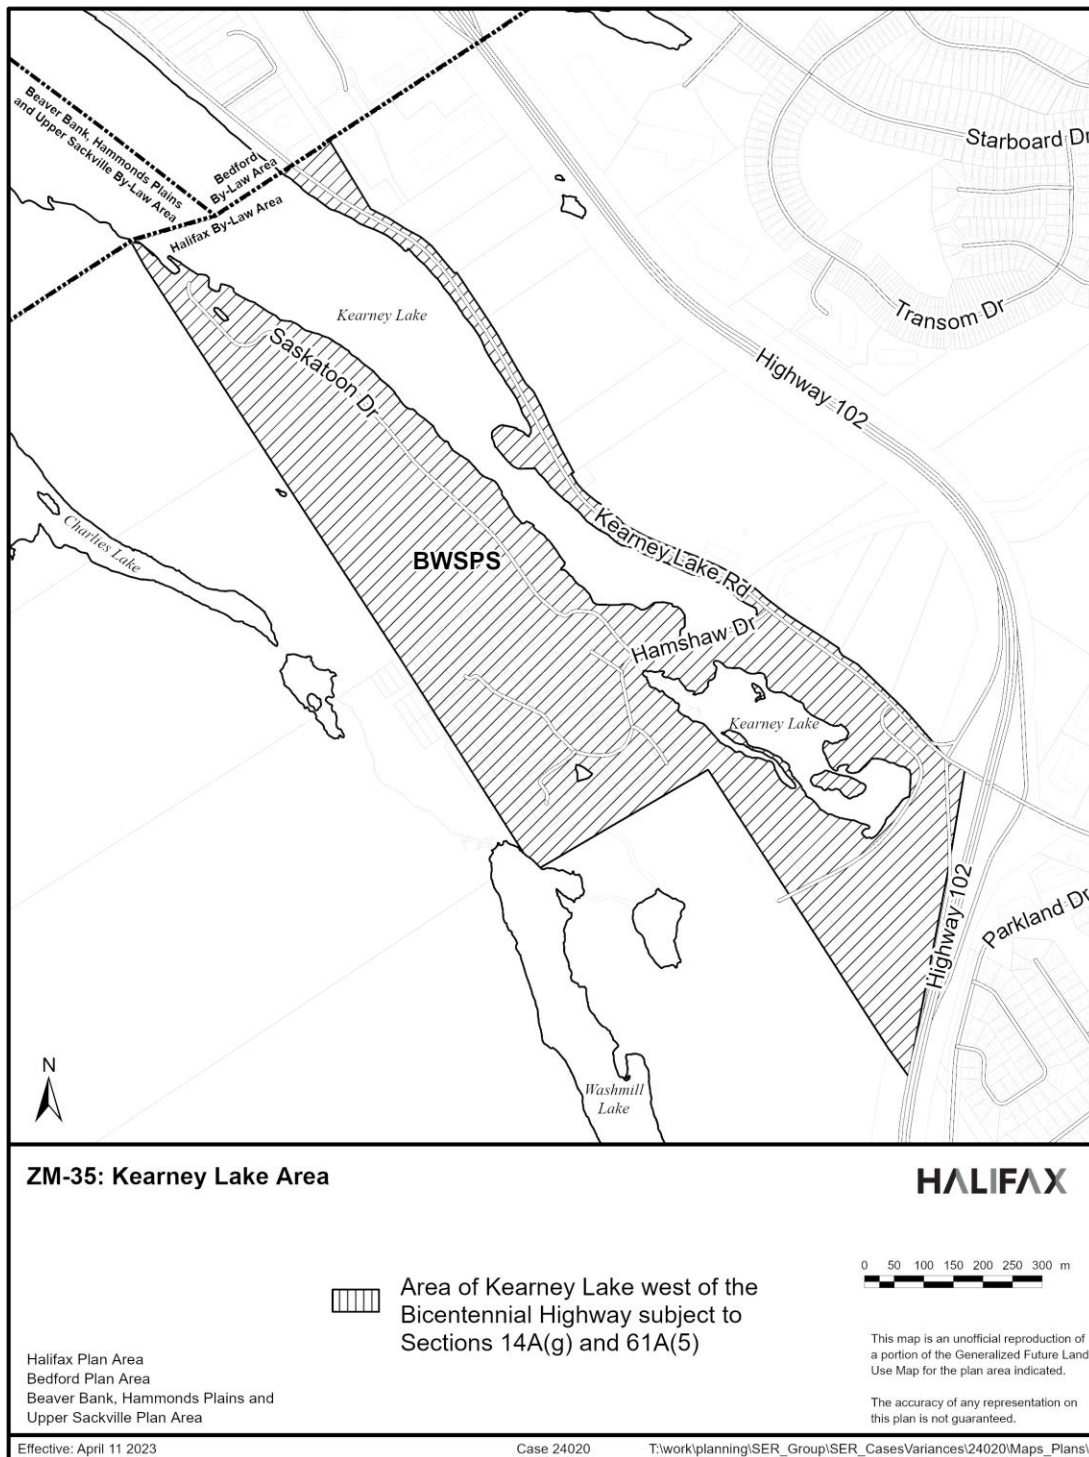 Starboard Dr
Beaver Bank, Hammonds Plains
and Upper Sackville By-Law Area
Bedford
By-Law Area
Halifax By-Law Area
Kearney Lake
Transom Dr
Saskatoon Dr
Highway 102
Charlies Lake
BWSPS
Kearney Lake Rd
Hamshaw Dr
Kearney Lake
Highway 102
Parkland Dr
N
Washmill
Lake
ZM-35: Kearney Lake Area
HALIFAX
0 50 100 150 200 250 300 m
Area of Kearney Lake west of the
Bicentennial Highway subject to
Sections 14A(g) and 61A(5)
This map is an unofficial reproduction of
a portion of the Generalized Future Land
Use Map for the plan area indicated.
The accuracy of any representation on
this plan is not guaranteed.
Halifax Plan Area
Bedford Plan Area
Beaver Bank, Hammonds Plains and
Upper Sackville Plan Area
Effective: April 11 2023
Case 24020
T:\work\planning\SER_Group\SER_CasesVariances\24020\Maps_Plans\